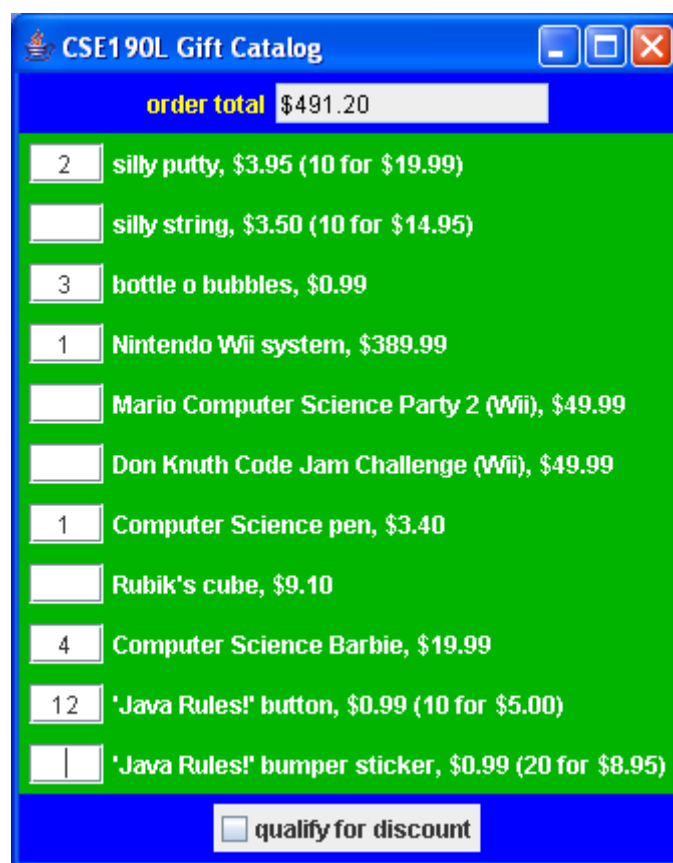 CSE190L Gift Catalog
order total $491.20
2 silly putty, $3.95 (10 for $19.99)
silly string, $3.50 (10 for $14.95)
3 bottle o bubbles, $0.99
1 Nintendo Wii system, $389.99
Mario Computer Science Party 2 (Wii), $49.99
Don Knuth Code Jam Challenge (Wii), $49.99
1 Computer Science pen, $3.40
Rubik's cube, $9.10
4 Computer Science Barbie, $19.99
12 'Java Rules!' button, $0.99 (10 for $5.00)
'Java Rules!' bumper sticker, $0.99 (20 for $8.95)
qualify for discount